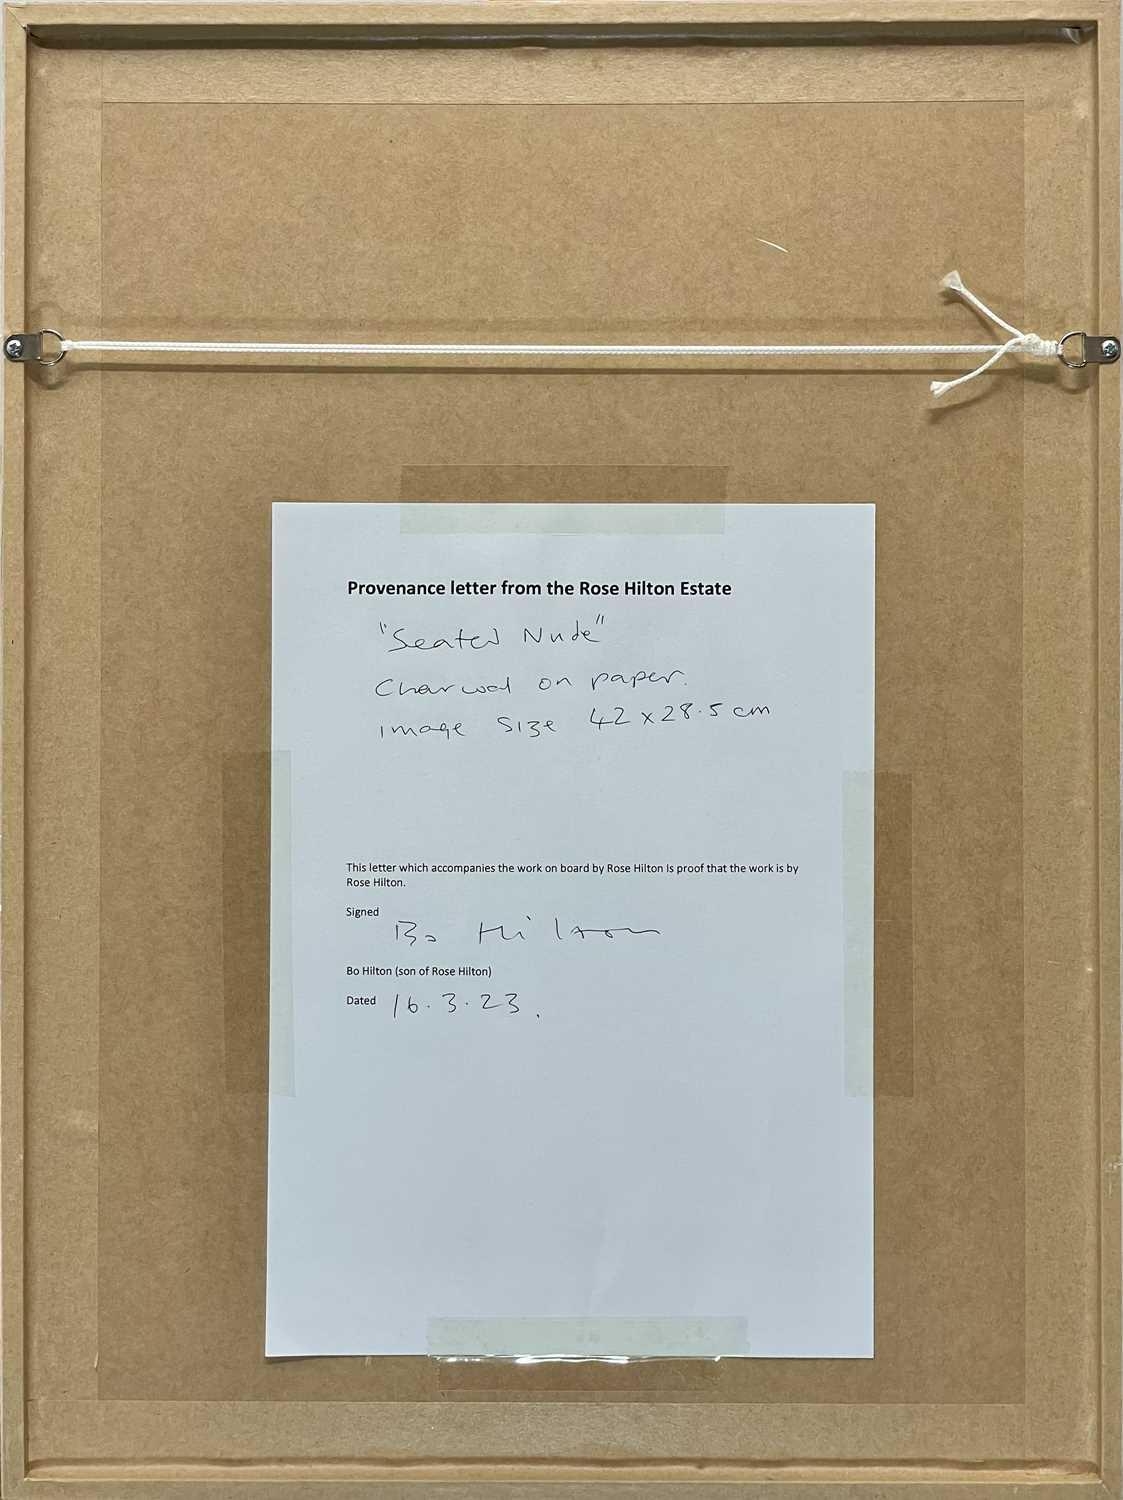 Provenance letter from the Rose Hilton Estate
"Seated Nude"
Charcoal on paper.
image size 42 x 28.5 cm
This letter which accompanies the work on board by Rose Hilton is proof that the work is by
Rose Hilton.
Signed Bo Hilton
Bo Hilton (son of Rose Hilton)
Dated 16.3.23.